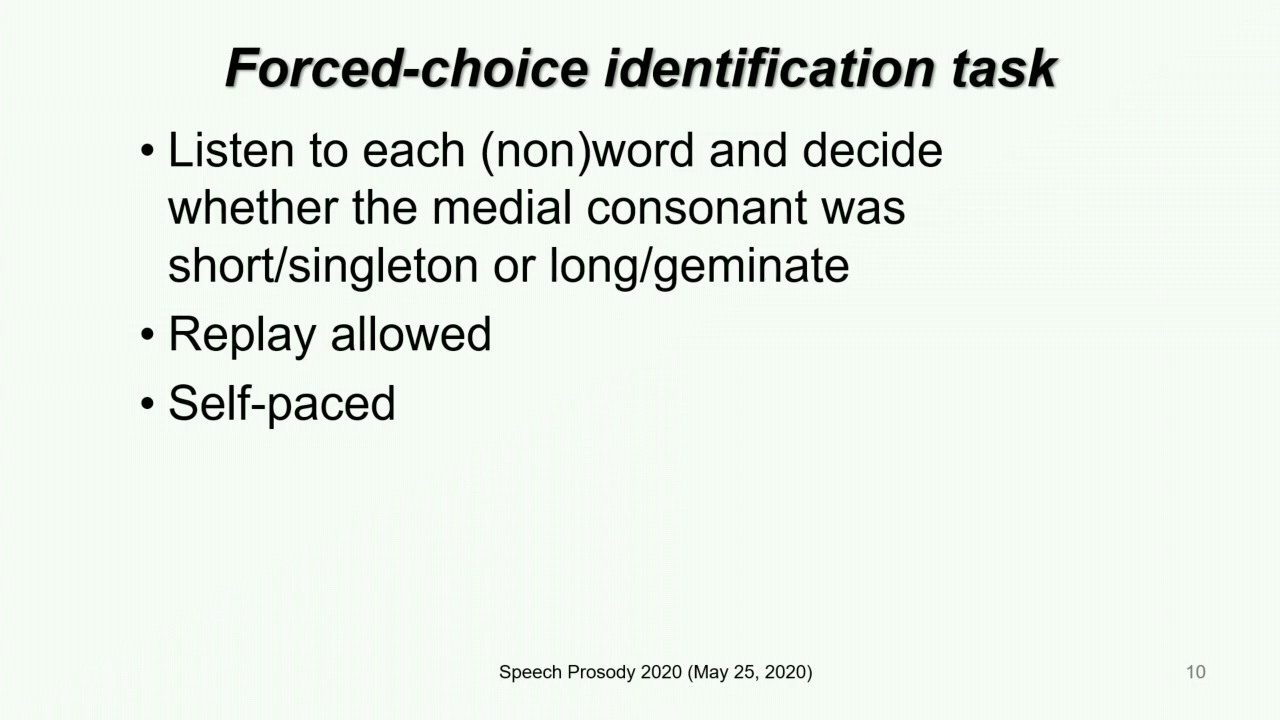 Forced-choice identification task
• Listen to each (non)word and decide
whether the medial consonant was
short/singleton or long/geminate
• Replay allowed
• Self-paced
Speech Prosody 2020 (May 25, 2020)
10